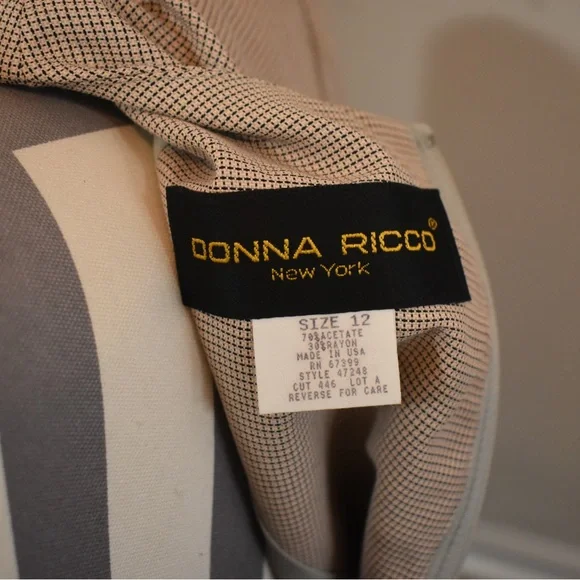 DONNA RICCO®
New York
SIZE 12
70%ACETATE
30%RAYON
MADE IN USA
RN 67399
STYLE 47248
CUT 446 LOT A
REVERSE FOR CARE